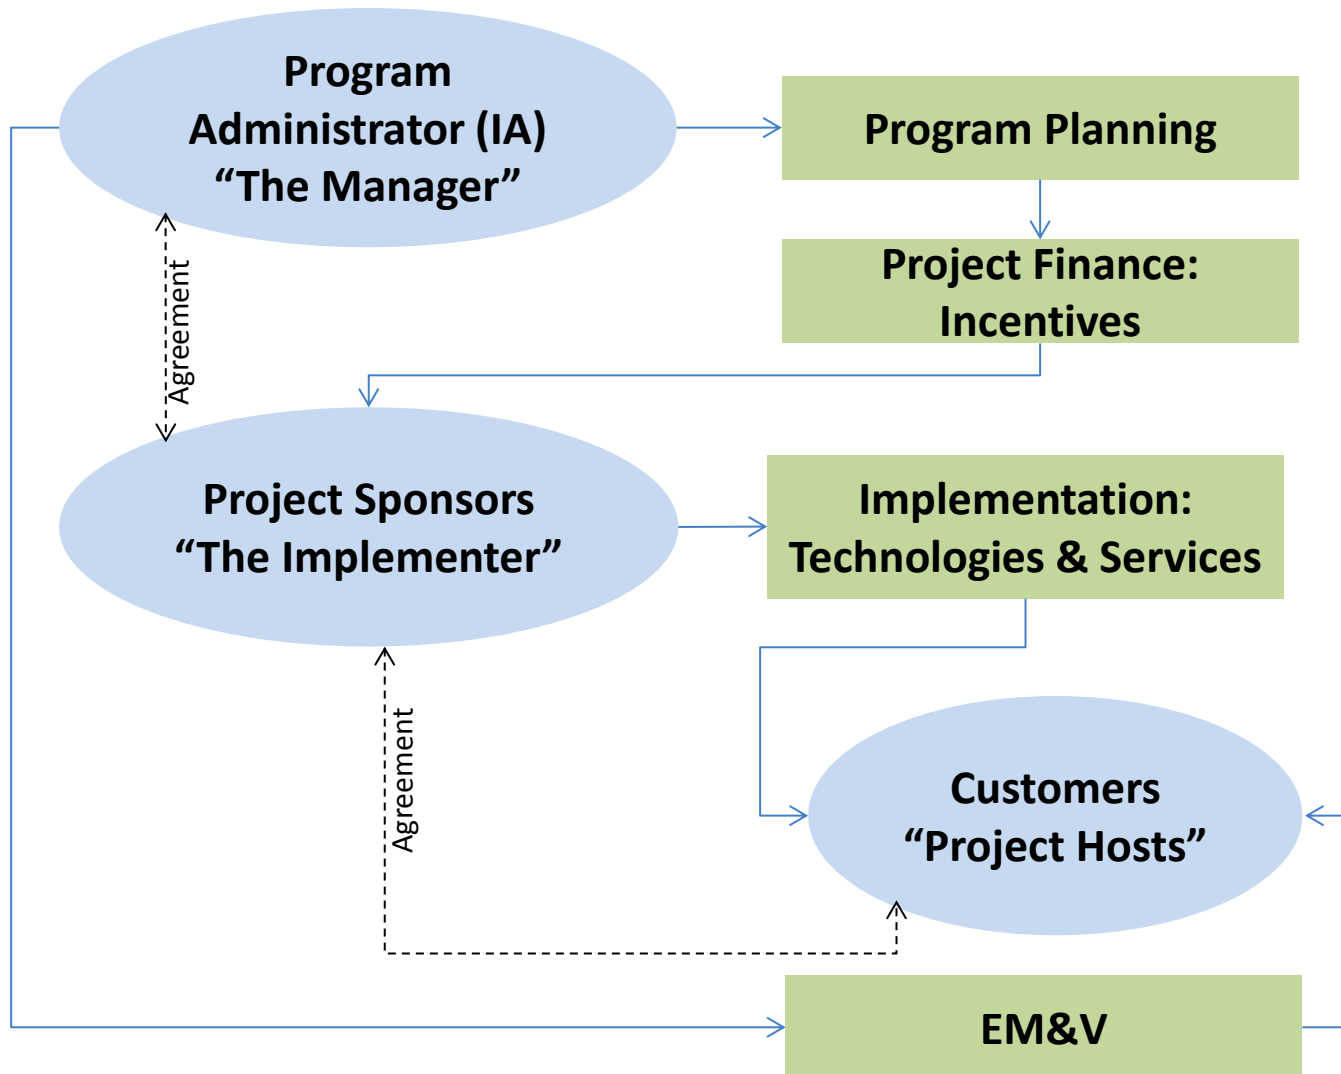 Program
Administrator (IA)
“The Manager”
Program Planning
Project Finance:
Incentives
Agreement
Project Sponsors
“The Implementer”
Implementation:
Technologies & Services
Agreement
Customers
“Project Hosts”
EM&V